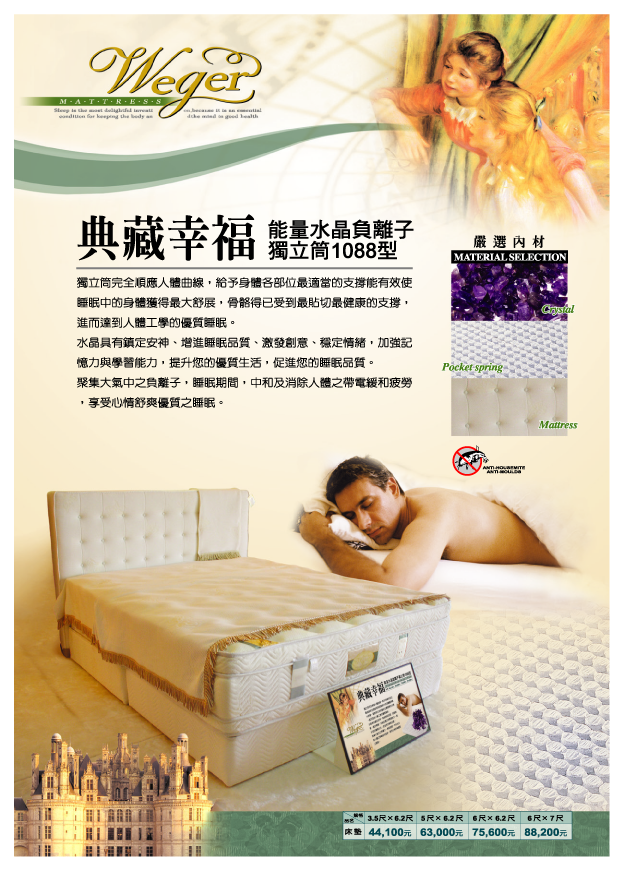 Weger
M·A·T·T·R·E·S·S
Sleep is the most delightful inventi on,because it is an essential
condition for keeping the body an d the mind in good health
典藏幸福
能量水晶負離子
獨立筒1088型
獨立筒完全順應人體曲線，給予身體各部位最適當的支撐能有效使
睡眠中的身體獲得最大舒展，骨骼得已受到最貼切最健康的支撐，
進而達到人體工學的優質睡眠。
水晶具有鎮定安神、增進睡眠品質、激發創意、穩定情緒，加強記
憶力與學習能力，提升您的優質生活，促進您的睡眠品質。
聚集大氣中之負離子，睡眠期間，中和及消除人體之帶電緩和疲勞
，享受心情舒爽優質之睡眠。
嚴選內材
MATERIAL SELECTION
Crystal
Pocket spring
Mattress
ANTI-HOUSEMITE
ANTI-MOULDS
典藏幸福
Weger
規格 品名 3.5尺×6.2尺 5尺×6.2尺 6尺×6.2尺 6尺×7尺
床墊 44,100元 63,000元 75,600元 88,200元